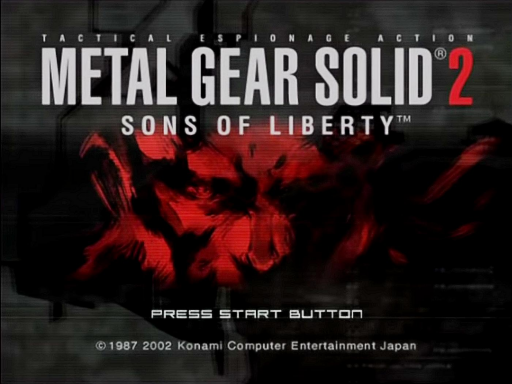 TACTICAL ESPIONAGE ACTION
METAL GEAR SOLID® 2
SONS OF LIBERTY™
PRESS START BUTTON
© 1987 2002 Konami Computer Entertainment Japan